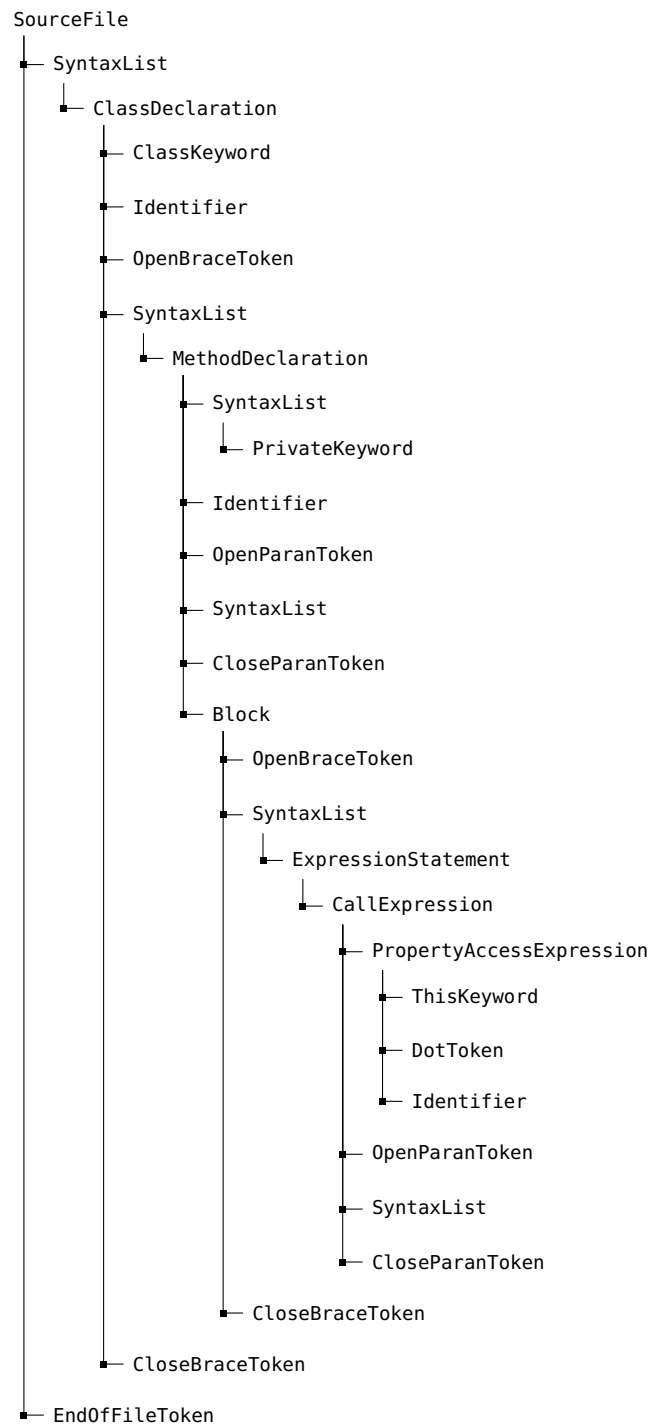 SourceFile
SyntaxList
ClassDeclaration
ClassKeyword
Identifier
OpenBraceToken
SyntaxList
MethodDeclaration
SyntaxList
PrivateKeyword
Identifier
OpenParanToken
SyntaxList
CloseParanToken
Block
OpenBraceToken
SyntaxList
ExpressionStatement
CallExpression
PropertyAccessExpression
ThisKeyword
DotToken
Identifier
OpenParanToken
SyntaxList
CloseParanToken
CloseBraceToken
CloseBraceToken
EndOfFileToken